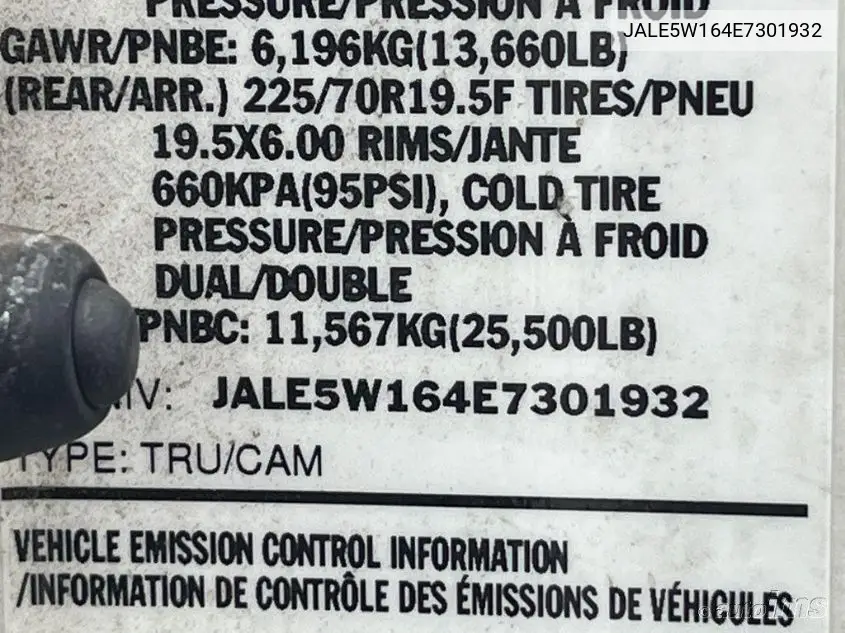 PRESSURE/PRESSION À FROID
JALE5W164E7301932
GAWR/PNBE: 6,196KG(13,660LB)
(REAR/ARR.) 225/70R19.5F TIRES/PNEU
19.5X6.00 RIMS/JANTE
660KPA(95PSI), COLD TIRE
PRESSURE/PRESSION À FROID
DUAL/DOUBLE
PNBC: 11,567KG(25,500LB)
NIV: JALE5W164E7301932
TYPE: TRU/CAM
VEHICLE EMISSION CONTROL INFORMATION
/INFORMATION DE CONTRÔLE DES ÉMISSIONS DE VÉHICULES